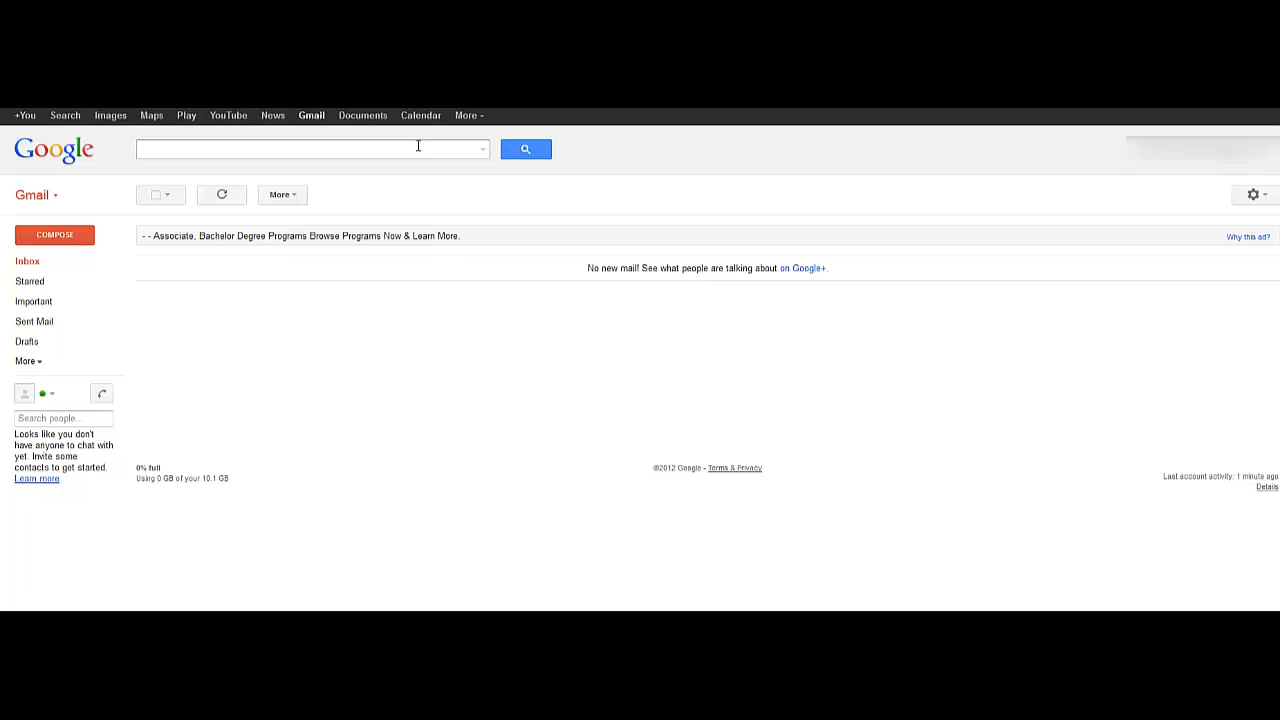 +You Search Images Maps Play YouTube News Gmail Documents Calendar More
Google
Gmail
More
COMPOSE
- - Associate, Bachelor Degree Programs Browse Programs Now & Learn More.
Why this ad?
Inbox
No new mail! See what people are talking about on Google+.
Starred
Important
Sent Mail
Drafts
More
Search people...
Looks like you don't
have anyone to chat with
yet. Invite some
contacts to get started.
Learn more
0% full
Using 0 GB of your 10.1 GB
©2012 Google - Terms & Privacy
Last account activity: 1 minute ago
Details